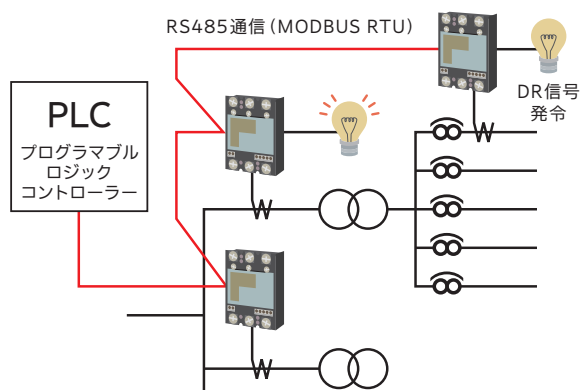 RS485通信(MODBUS RTU)
PLC
プログラマブル
ロジック
コントローラー
DR信号
発令